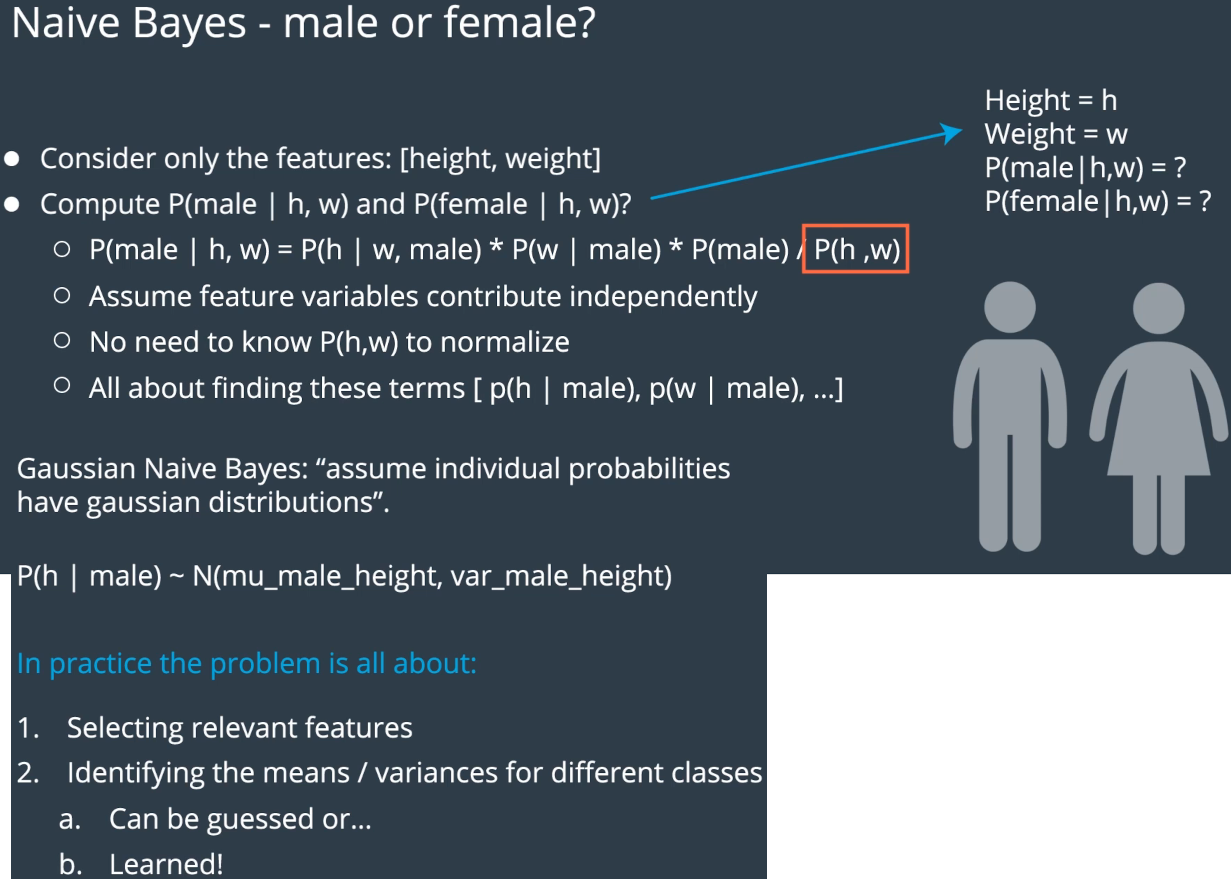 Naive Bayes - male or female?
Height = h
Weight = w
P(male|h,w) = ?
P(female|h,w) = ?
● Consider only the features: [height, weight]
● Compute P(male | h, w) and P(female | h, w)?
○ P(male | h, w) = P(h | w, male) * P(w | male) * P(male) / P(h ,w)
○ Assume feature variables contribute independently
○ No need to know P(h,w) to normalize
○ All about finding these terms [ p(h | male), p(w | male), ...]
Gaussian Naive Bayes: “assume individual probabilities
have gaussian distributions”.
P(h | male) ~ N(mu_male_height, var_male_height)
In practice the problem is all about:
1. Selecting relevant features
2. Identifying the means / variances for different classes
a. Can be guessed or...
b. Learned!